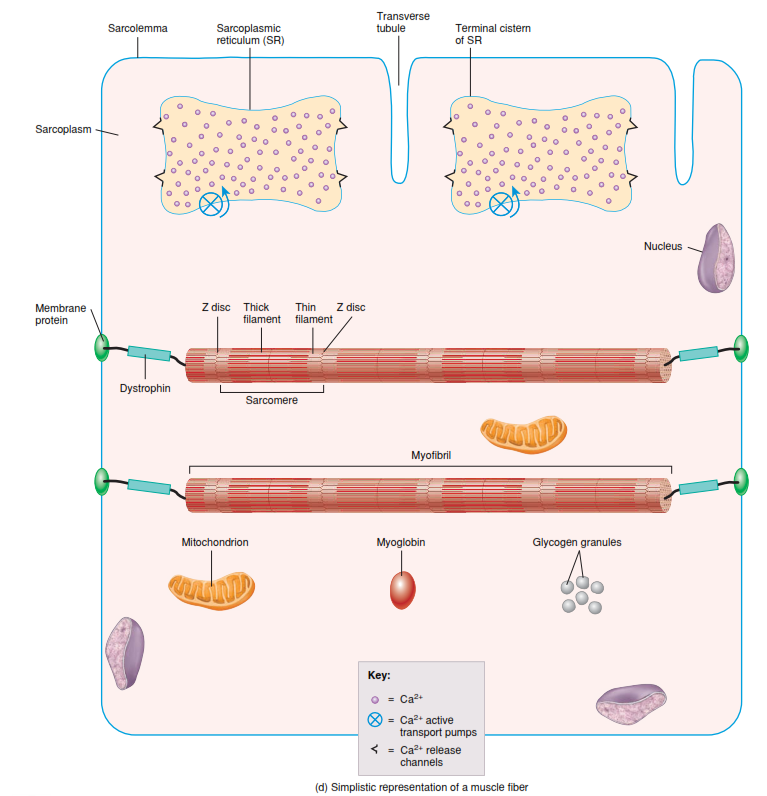 Transverse
tubule
Sarcolemma
Sarcoplasmic
reticulum (SR)
Terminal cistern
of SR
Sarcoplasm
Nucleus
Membrane
protein
Z disc
Thick
filament
Thin
filament
Z disc
Dystrophin
Sarcomere
Myofibril
Mitochondrion
Myoglobin
Glycogen granules
Key:
= Ca2+
= Ca2+ active
transport pumps
= Ca2+ release
channels
(d) Simplistic representation of a muscle fiber